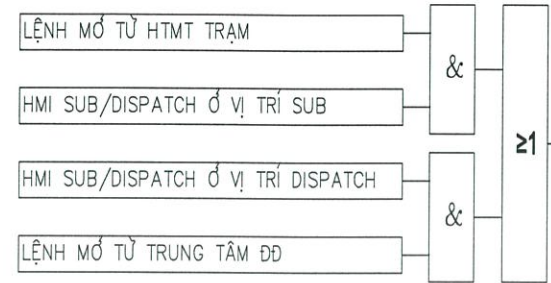 LỆNH MỞ TỪ HTMT TRẠM
&
HMI SUB/DISPATCH Ở VỊ TRÍ SUB
≥1
HMI SUB/DISPATCH Ở VỊ TRÍ DISPATCH
&
LỆNH MỞ TỪ TRUNG TÂM ĐĐ